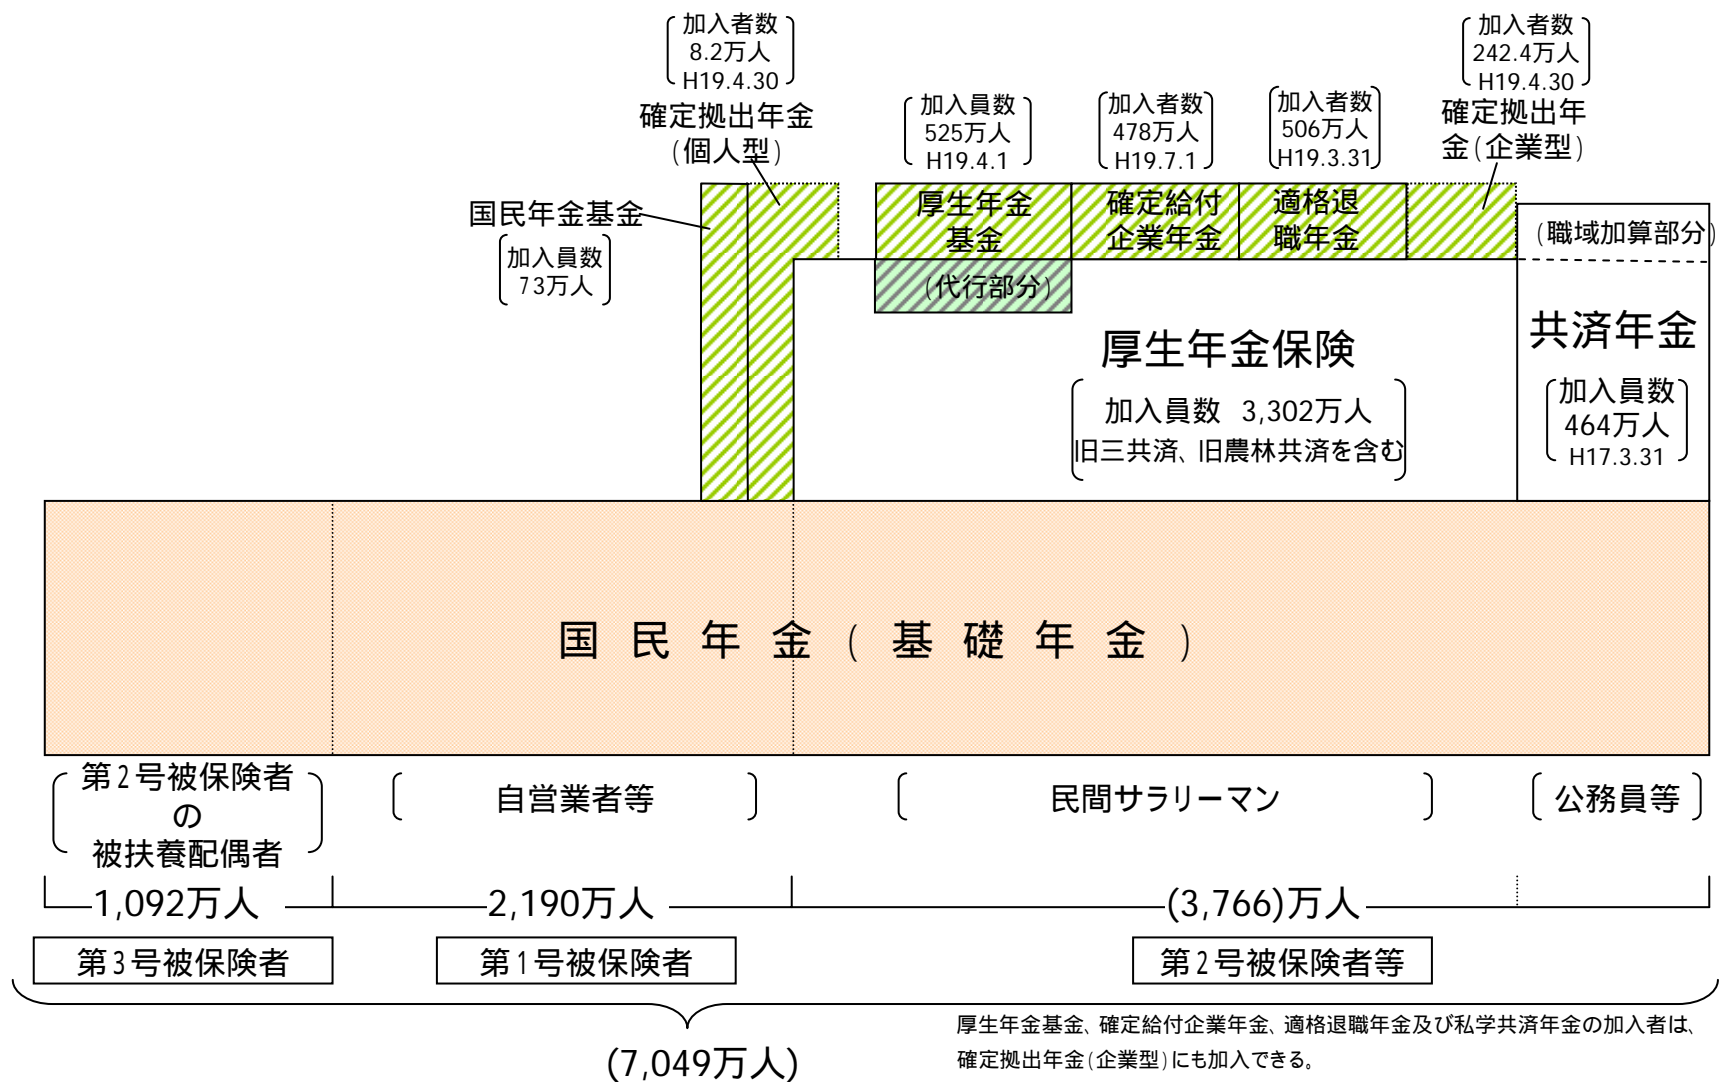 加入者数
8.2万人
H19.4.30
確定拠出年金
(個人型)
加入員数
525万人
H19.4.1
加入者数
478万人
H19.7.1
加入者数
506万人
H19.3.31
加入者数
242.4万人
H19.4.30
確定拠出年
金(企業型)
国民年金基金
加入員数
73万人
厚生年金
基金
確定給付
企業年金
適格退
職年金
(代行部分)
(職域加算部分)
厚生年金保険
加入員数 3,302万人
旧三共済、旧農林共済を含む
共済年金
加入員数
464万人
H17.3.31
国民年金(基礎年金)
第2号被保険者
の
被扶養配偶者
自営業者等
民間サラリーマン
公務員等
1,092万人
2,190万人
(3,766)万人
第3号被保険者
第1号被保険者
第2号被保険者等
(7,049万人)
厚生年金基金、確定給付企業年金、適格退職年金及び私学共済年金の加入者は、
確定拠出年金(企業型)にも加入できる。